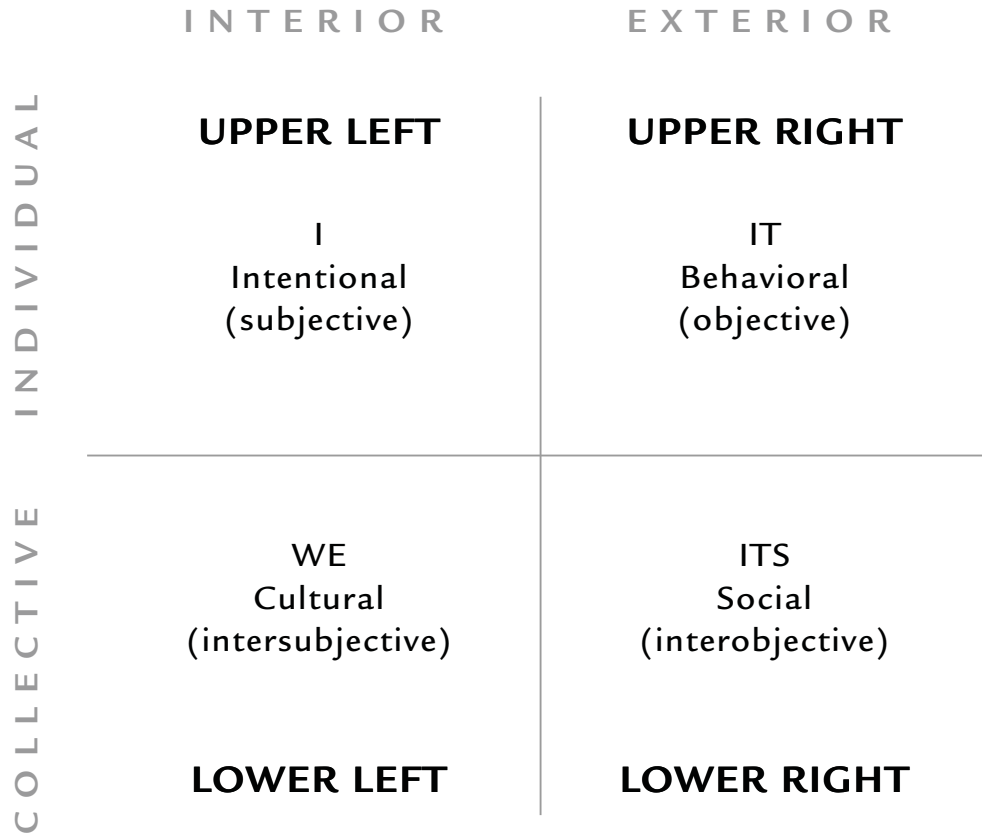 INTERIOR
EXTERIOR
INDIVIDUAL
UPPER LEFT
I
Intentional
(subjective)
UPPER RIGHT
IT
Behavioral
(objective)
COLLECTIVE
WE
Cultural
(intersubjective)
LOWER LEFT
ITS
Social
(interobjective)
LOWER RIGHT